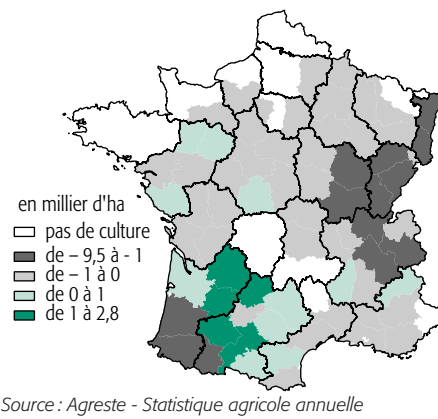 en millier d'ha
pas de culture
de – 9,5 à - 1
de – 1 à 0
de 0 à 1
de 1 à 2,8
Source : Agreste - Statistique agricole annuelle